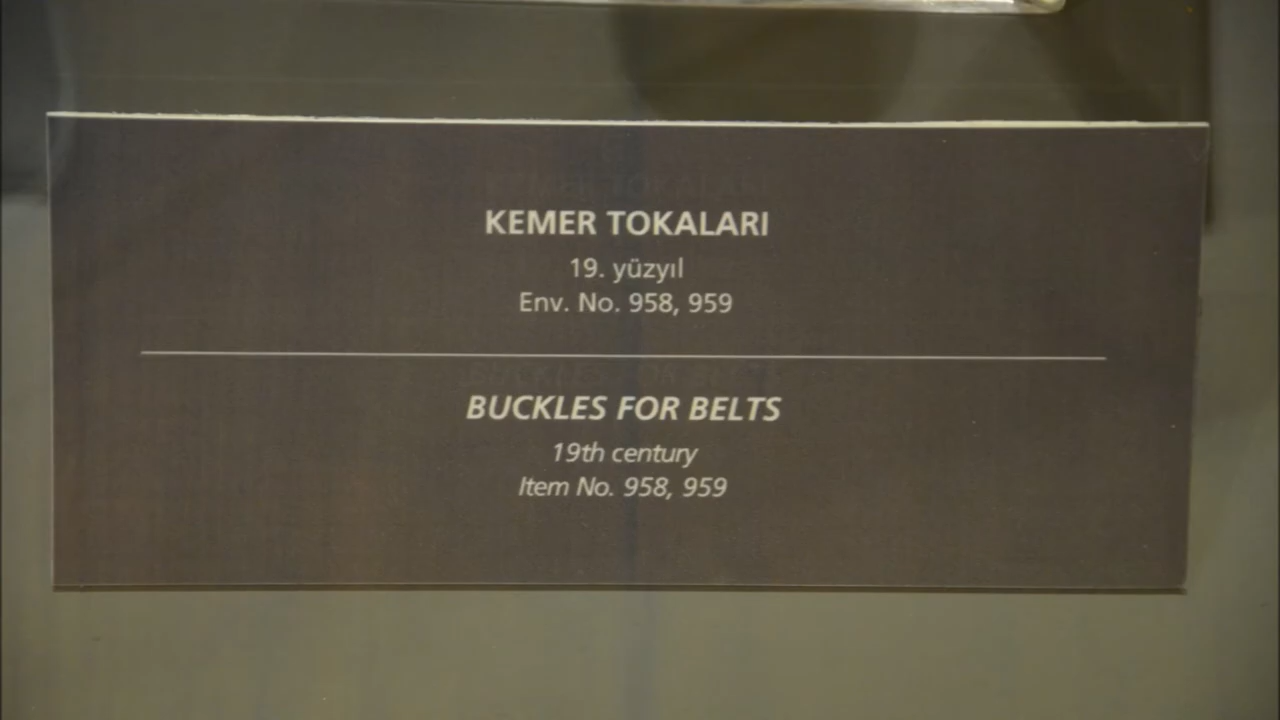 KEMER TOKALARI
19. yüzyıl
Env. No. 958, 959
BUCKLES FOR BELTS
19th century
Item No. 958, 959